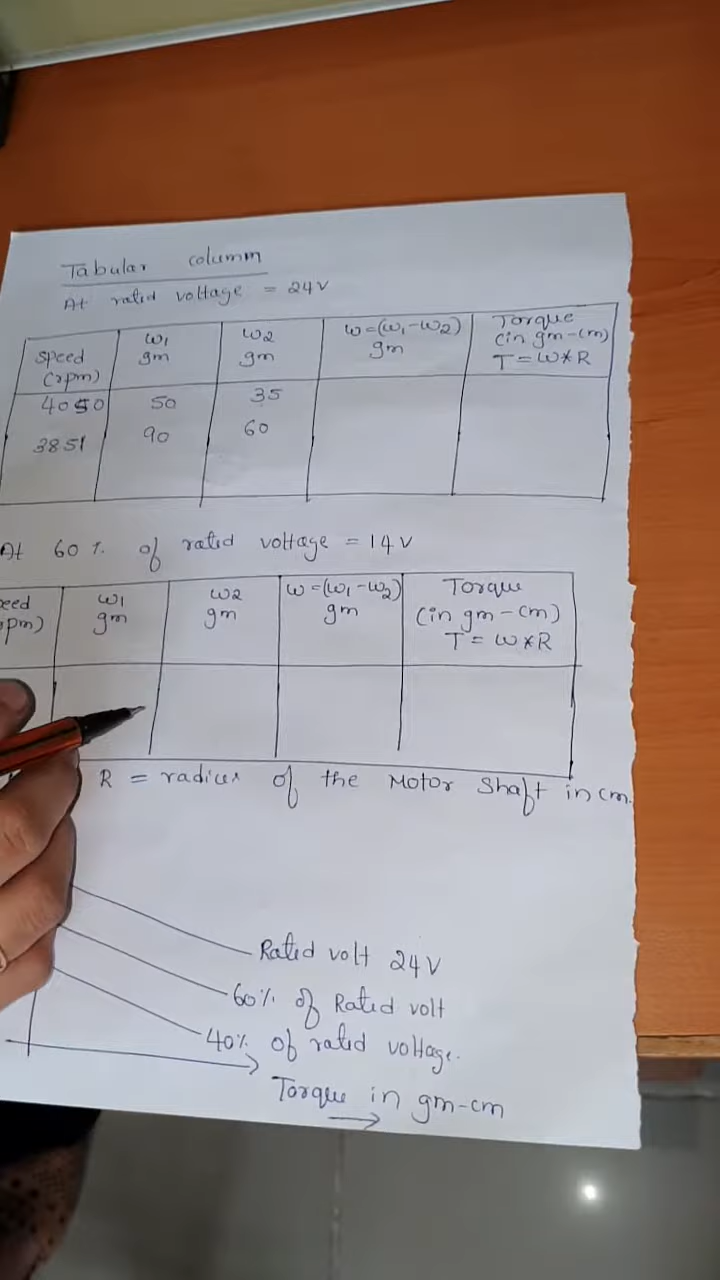 Tabular column
At rated voltage = 24V
Speed (rpm) W1 gm W2 gm W=(W1-W2) gm Torque (in gm-cm) T=W*R
4050 50 35
3851 90 60
At 60% of rated voltage = 14V
eed pm) W1 gm W2 gm W=(W1-W2) gm Torque (in gm-cm) T=W*R
R = radius of the Motor Shaft in cm.
Rated volt 24V
60% of Rated volt
40% of rated voltage.
Torque in gm-cm